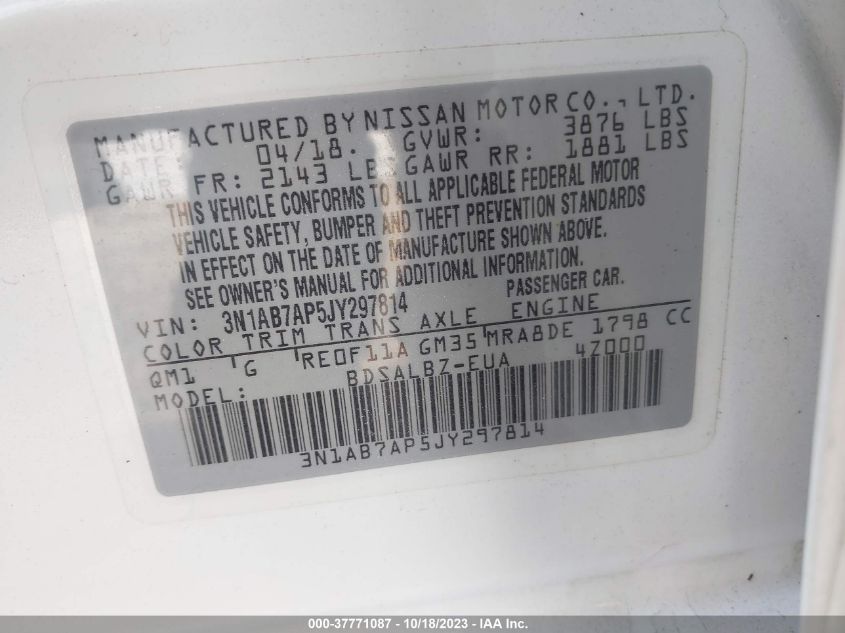 MANUFACTURED BY NISSAN MOTOR CO., LTD.
DATE: 04/18. GVWR: 3876 LBS
GAWR FR: 2143 LBS GAWR RR: 1881 LBS
THIS VEHICLE CONFORMS TO ALL APPLICABLE FEDERAL MOTOR
VEHICLE SAFETY, BUMPER AND THEFT PREVENTION STANDARDS
IN EFFECT ON THE DATE OF MANUFACTURE SHOWN ABOVE.
SEE OWNER'S MANUAL FOR ADDITIONAL INFORMATION.
VIN: 3N1AB7AP5JY297814 PASSENGER CAR.
COLOR TRIM TRANS AXLE ENGINE
QM1 'G 'RE0F11A GM35'MRA8DE 1798 CC
MODEL: BDSALBZ-EUA 4Z000
3N1AB7AP5JY297814
000-37771087 - 10/18/2023 - IAA Inc.